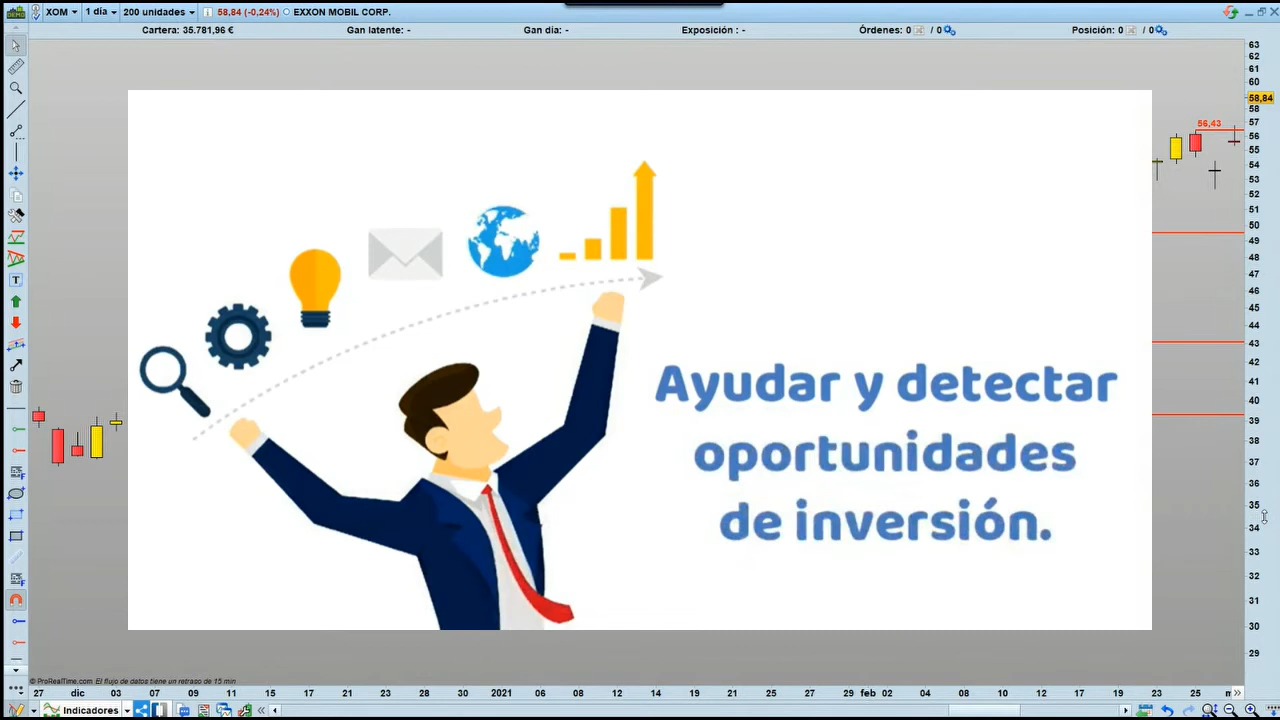 DEMO
XOM
1 día
200 unidades
58,84 (-0,24%)
EXXON MOBIL CORP.
Cartera: 35.781,96 €
Gan latente: -
Gan día: -
Exposición : -
Órdenes: 0 / 0
Posición: 0 / 0
63
62
61
60
58,84
58
57
56
55
54
53
52
51
50
49
48
47
46
45
44
43
42
41
40
39
38
37
36
35
34
33
32
31
30
29
56,43
Ayudar y detectar
oportunidades
de inversión.
© ProRealTime.com El flujo de datos tiene un retraso de 15 min
27 dic 03 07 09 11 15 17 21 23 28 30 2021 06 08 12 14 19 21 25 27 29 feb 02 04 08 10 12 17 19 23 25
Indicadores